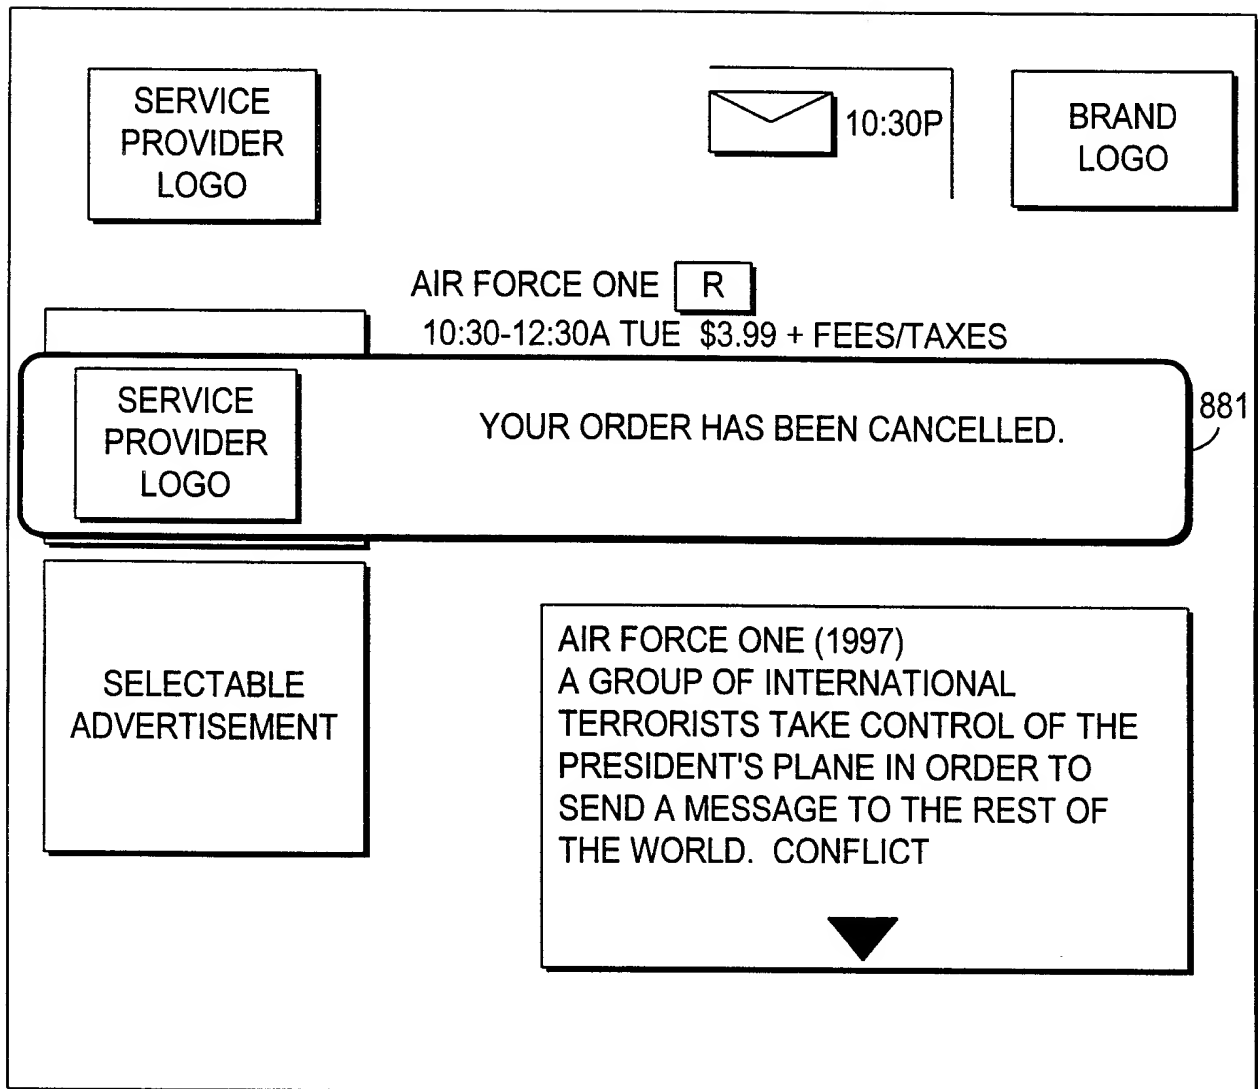 SERVICE
PROVIDER
LOGO
10:30P
BRAND
LOGO
AIR FORCE ONE R
10:30-12:30A TUE $3.99 + FEES/TAXES
SERVICE
PROVIDER
LOGO
YOUR ORDER HAS BEEN CANCELLED.
881
SELECTABLE
ADVERTISEMENT
AIR FORCE ONE (1997)
A GROUP OF INTERNATIONAL
TERRORISTS TAKE CONTROL OF THE
PRESIDENT'S PLANE IN ORDER TO
SEND A MESSAGE TO THE REST OF
THE WORLD. CONFLICT